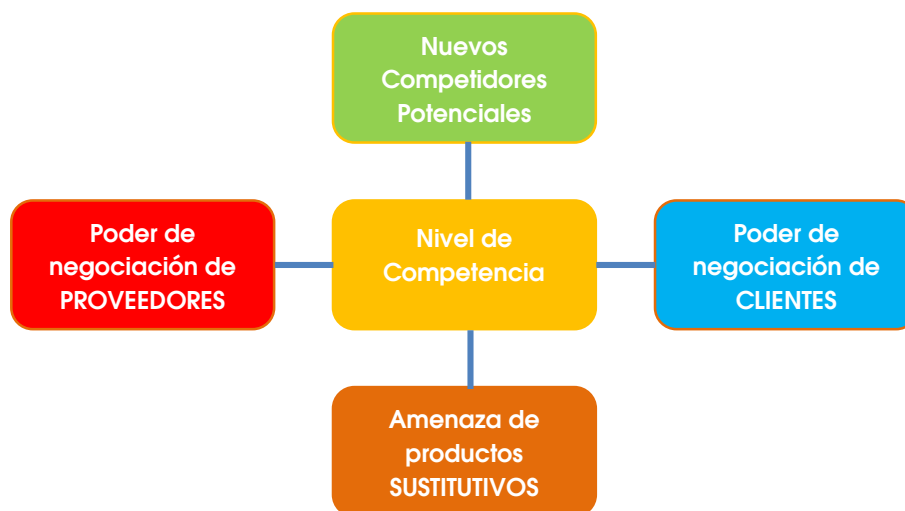 Nuevos
Competidores
Potenciales
Poder de
negociación de
PROVEEDORES
Nivel de
Competencia
Poder de
negociación de
CLIENTES
Amenaza de
productos
SUSTITUTIVOS